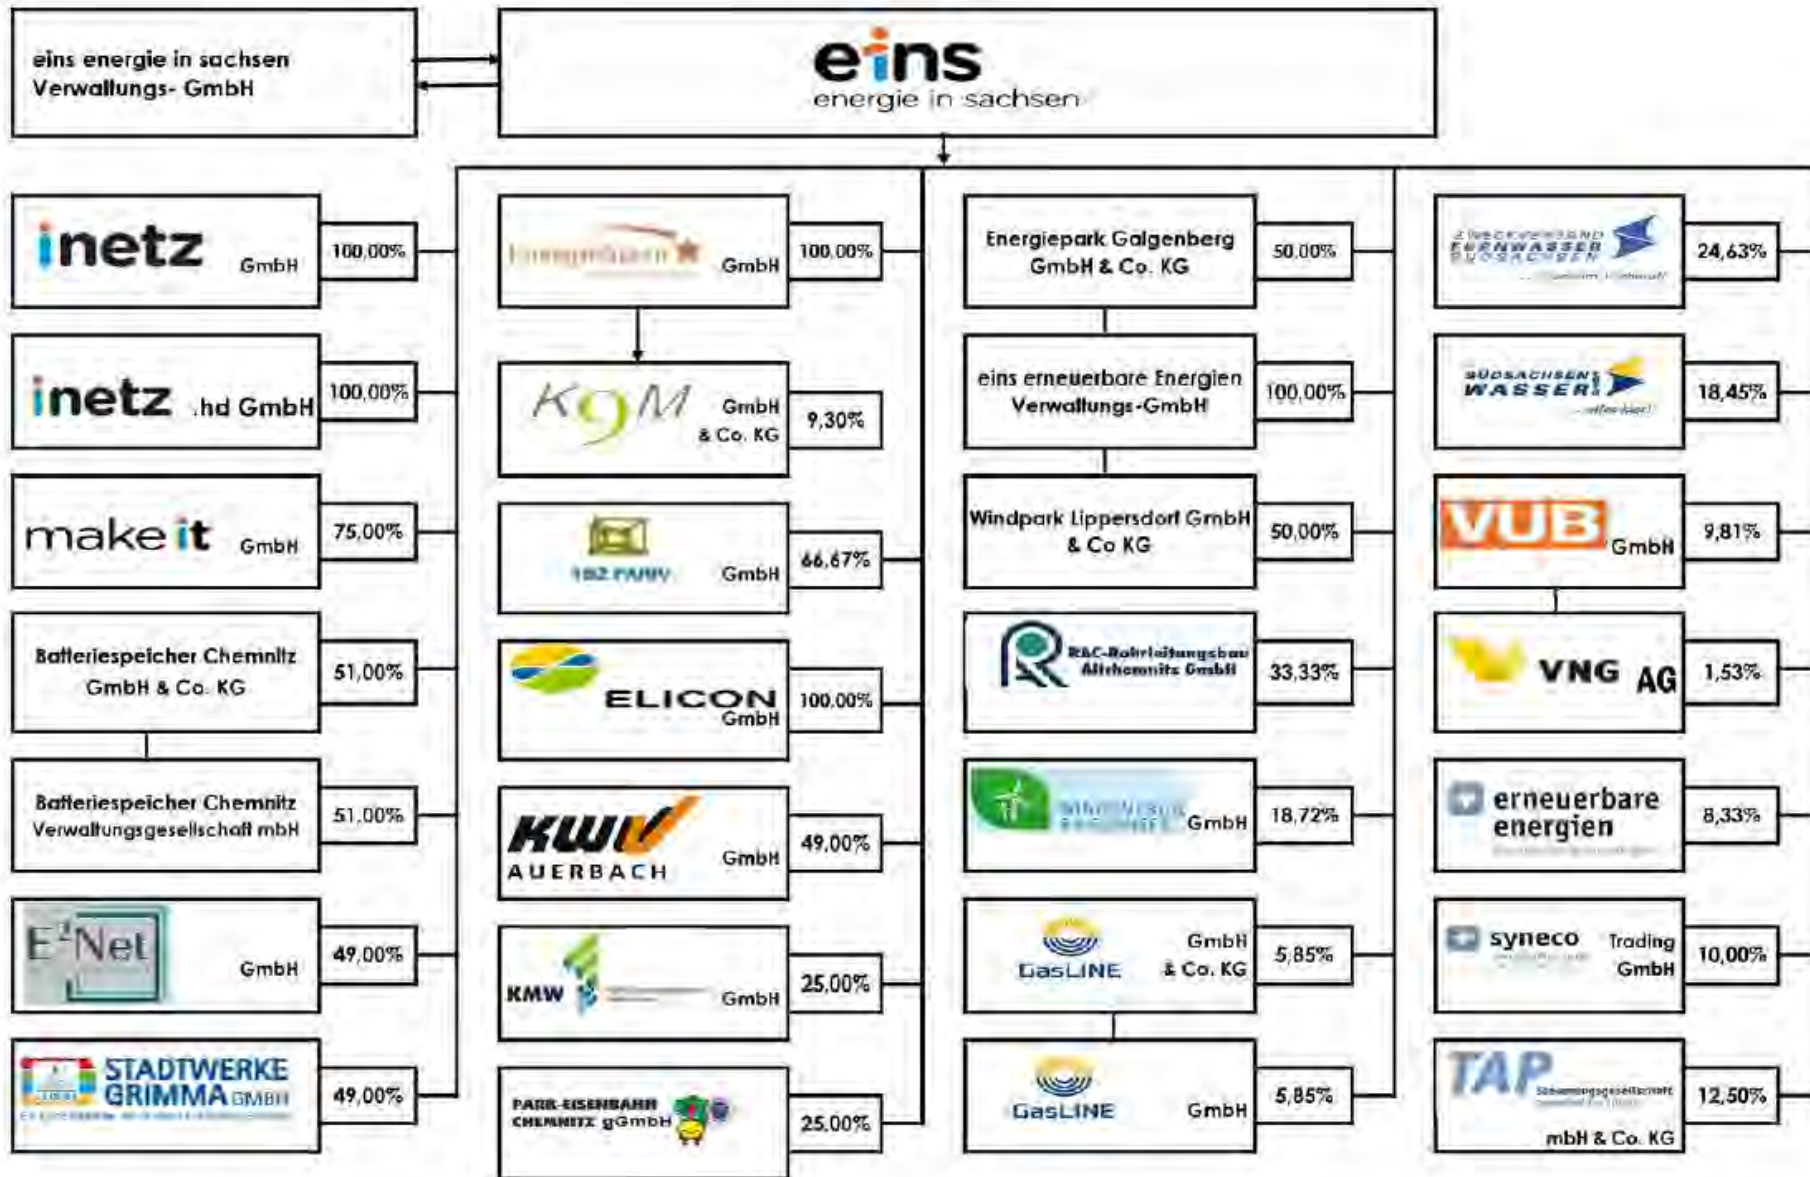 eins energie in sachsen
Verwaltungs- GmbH
eins
energie in sachsen
inetz GmbH
100,00%
inetz .hd GmbH
100,00%
make it GmbH
75,00%
Batteriespeicher Chemnitz
GmbH & Co. KG
51,00%
Batteriespeicher Chemnitz
Verwaltungsgesellschaft mbH
51,00%
E²Net
GmbH
49,00%
STADTWERKE
GRIMMA GMBH
49,00%
GmbH
100,00%
K9M GmbH
& Co. KG
9,30%
GmbH
66,67%
ELICON
GmbH
100,00%
KWV
AUERBACH
GmbH
49,00%
KMW
GmbH
25,00%
PARK-EISENBAHN
CHEMNITZ gGmbH
25,00%
Energiepark Galgenberg
GmbH & Co. KG
50,00%
eins erneuerbare Energien
Verwaltungs-GmbH
100,00%
Windpark Lippersdorf GmbH
& Co KG
50,00%
R&C-Rohrleitungsbau
Altchemnitz GmbH
33,33%
GmbH
18,72%
GasLINE
GmbH
& Co. KG
5,85%
GasLINE
GmbH
5,85%
ZWECKVERBAND
FERNWASSER
SÜDSACHSEN
24,63%
SÜDSACHSEN
WASSER
18,45%
VUB
GmbH
9,81%
VNG AG
1,53%
erneuerbare
energien
8,33%
syneco Trading
GmbH
10,00%
TAP
Steuerungsgesellschaft
mbH & Co. KG
12,50%